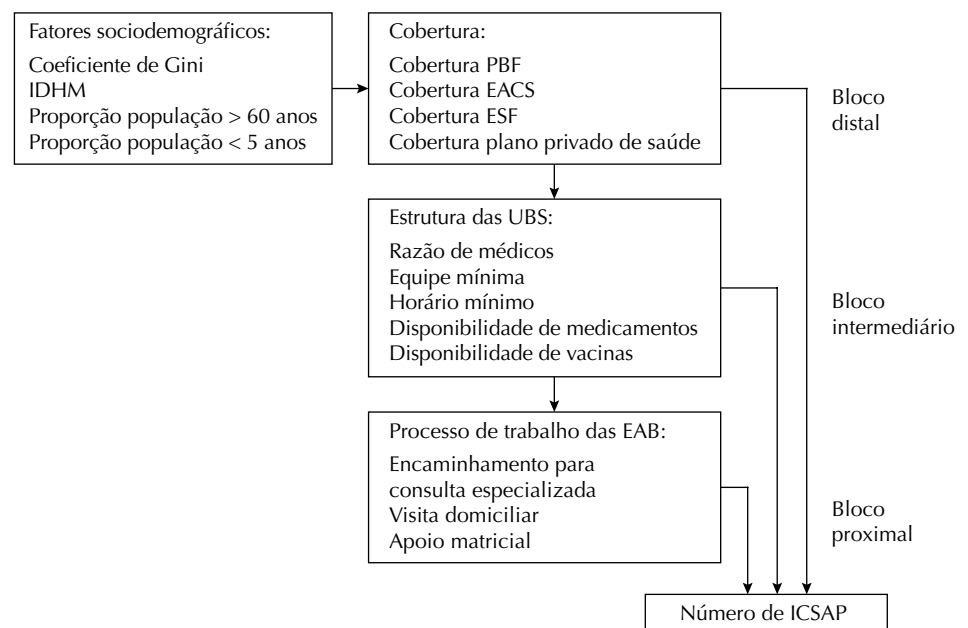 Fatores sociodemográficos:
Coeficiente de Gini
IDHM
Proporção população > 60 anos
Proporção população < 5 anos
Cobertura:
Cobertura PBF
Cobertura EACS
Cobertura ESF
Cobertura plano privado de saúde
Bloco
distal
Estrutura das UBS:
Razão de médicos
Equipe mínima
Horário mínimo
Disponibilidade de medicamentos
Disponibilidade de vacinas
Bloco
intermediário
Processo de trabalho das EAB:
Encaminhamento para
consulta especializada
Visita domiciliar
Apoio matricial
Bloco
proximal
Número de ICSAP